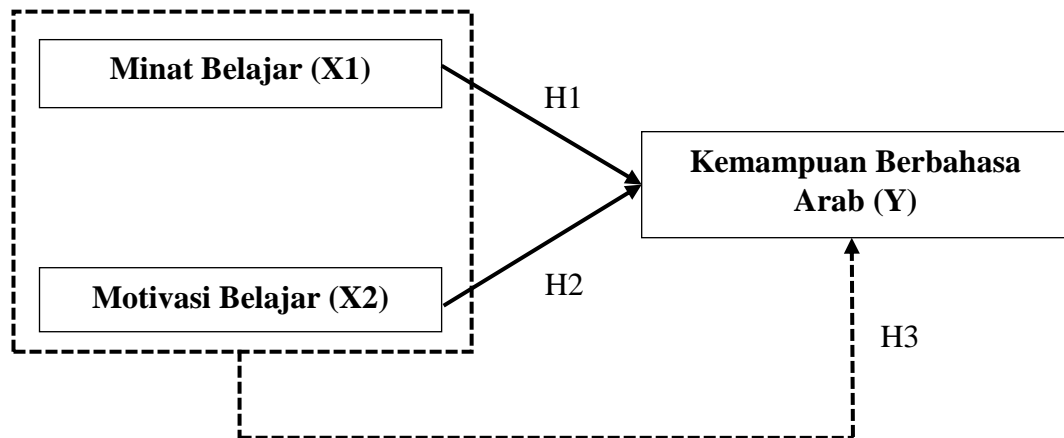 Minat Belajar (X1)
H1
Kemampuan Berbahasa
Arab (Y)
Motivasi Belajar (X2)
H2
H3